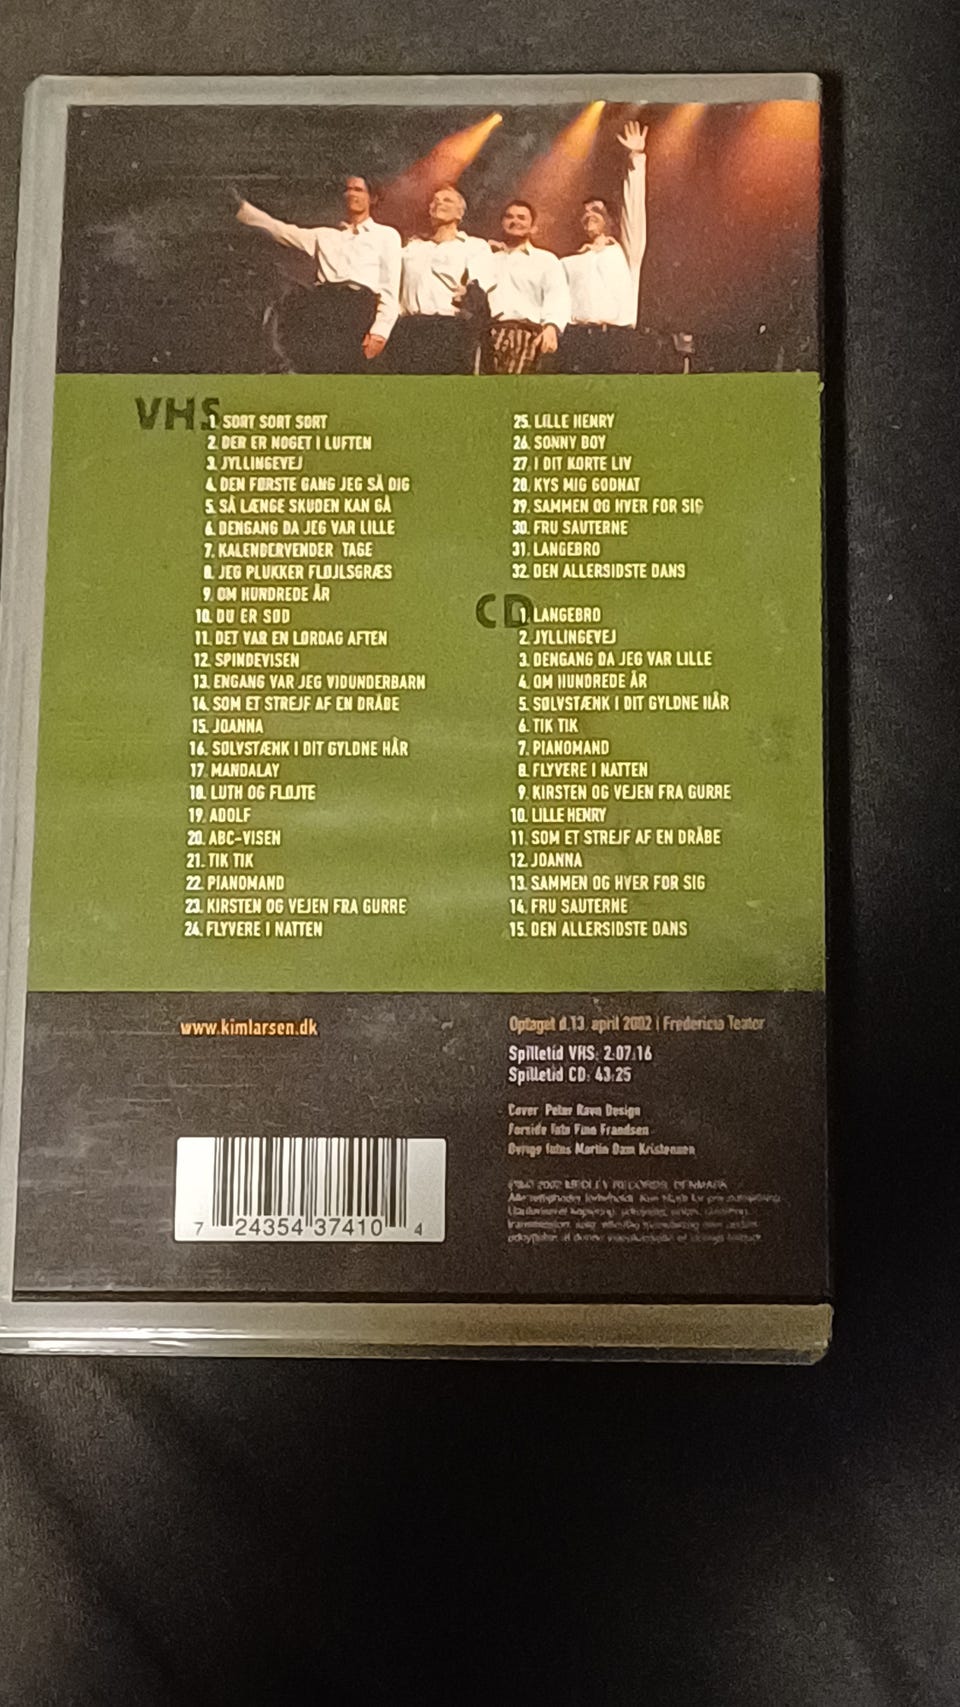 VHS
1. SORT SORT SORT
2. DER ER NOGET I LUFTEN
3. JYLLINGEVEJ
4. DEN FØRSTE GANG JEG SÅ DIG
5. SÅ LÆNGE SKUDEN KAN GÅ
6. DENGANG DA JEG VAR LILLE
7. KALENDERVENDER TAGE
8. JEG PLUKKER FLØJLSGRÆS
9. OM HUNDREDE ÅR
10. DU ER SØD
11. DET VAR EN LØRDAG AFTEN
12. SPINDEVISEN
13. ENGANG VAR JEG VIDUNDERBARN
14. SOM ET STREJF AF EN DRÅBE
15. JOANNA
16. SØLVSTÆNK I DIT GYLDNE HÅR
17. MANDALAY
18. LUTH OG FLØJTE
19. ADOLF
20. ABC-VISEN
21. TIK TIK
22. PIANOMAND
23. KIRSTEN OG VEJEN FRA GURRE
24. FLYVERE I NATTEN
25. LILLE HENRY
26. SONNY BOY
27. I DIT KORTE LIV
28. KYS MIG GODNAT
29. SAMMEN OG HVER FOR SIG
30. FRU SAUTERNE
31. LANGEBRO
32. DEN ALLERSIDSTE DANS
CD
1. LANGEBRO
2. JYLLINGEVEJ
3. DENGANG DA JEG VAR LILLE
4. OM HUNDREDE ÅR
5. SØLVSTÆNK I DIT GYLDNE HÅR
6. TIK TIK
7. PIANOMAND
8. FLYVERE I NATTEN
9. KIRSTEN OG VEJEN FRA GURRE
10. LILLE HENRY
11. SOM ET STREJF AF EN DRÅBE
12. JOANNA
13. SAMMEN OG HVER FOR SIG
14. FRU SAUTERNE
15. DEN ALLERSIDSTE DANS
www.kimlarsen.dk
Optaget d.13. april 2002 i Fredericia Teater
Spilletid VHS: 2:07:16
Spilletid CD: 43:25
Cover: Peter Ravn Design
Forside foto Finn Frandsen
Øvrige fotos Martin Dam Kristensen
2002 MEDLEY RECORDS, DENMARK
7 24354 37410 4